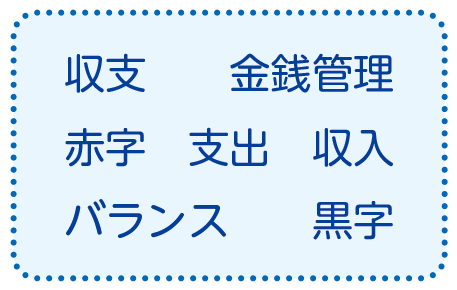 収支　　金銭管理
赤字　支出　収入
バランス　　黒字